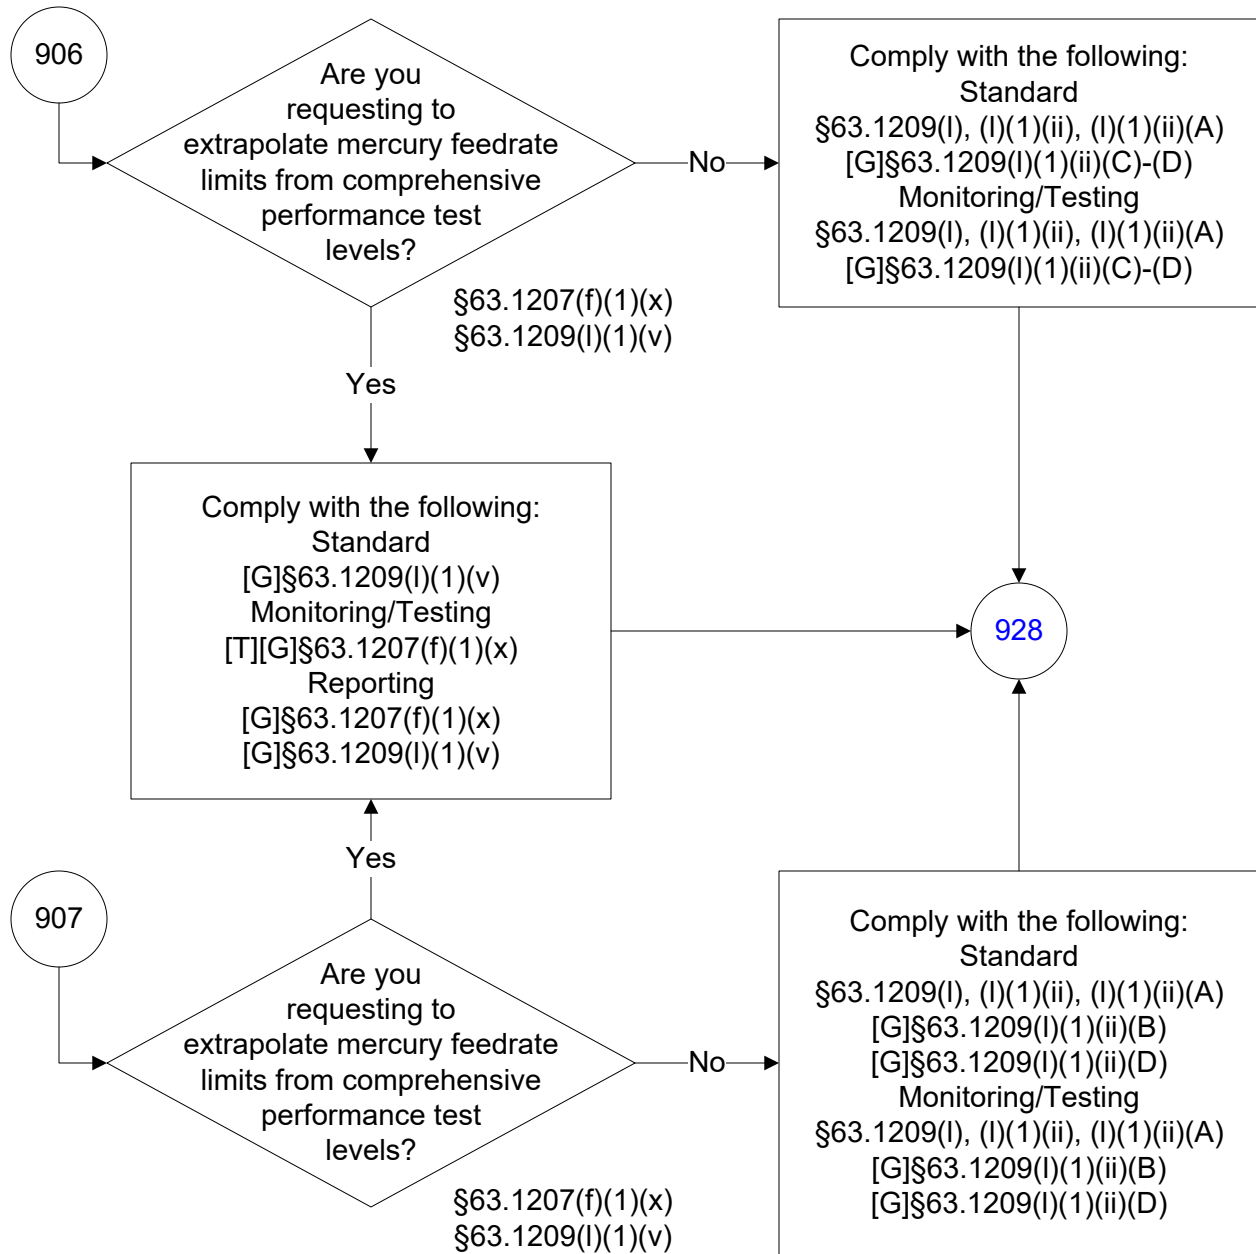 906
Are you
requesting to
extrapolate mercury feedrate
limits from comprehensive
performance test
levels?
§63.1207(f)(1)(x)
§63.1209(l)(1)(v)
No
Comply with the following:
Standard
§63.1209(l), (l)(1)(ii), (l)(1)(ii)(A)
[G]§63.1209(l)(1)(ii)(C)-(D)
Monitoring/Testing
§63.1209(l), (l)(1)(ii), (l)(1)(ii)(A)
[G]§63.1209(l)(1)(ii)(C)-(D)
Yes
Comply with the following:
Standard
[G]§63.1209(l)(1)(v)
Monitoring/Testing
[T][G]§63.1207(f)(1)(x)
Reporting
[G]§63.1207(f)(1)(x)
[G]§63.1209(l)(1)(v)
928
Yes
907
Are you
requesting to
extrapolate mercury feedrate
limits from comprehensive
performance test
levels?
§63.1207(f)(1)(x)
§63.1209(l)(1)(v)
No
Comply with the following:
Standard
§63.1209(l), (l)(1)(ii), (l)(1)(ii)(A)
[G]§63.1209(l)(1)(ii)(B)
[G]§63.1209(l)(1)(ii)(D)
Monitoring/Testing
§63.1209(l), (l)(1)(ii), (l)(1)(ii)(A)
[G]§63.1209(l)(1)(ii)(B)
[G]§63.1209(l)(1)(ii)(D)